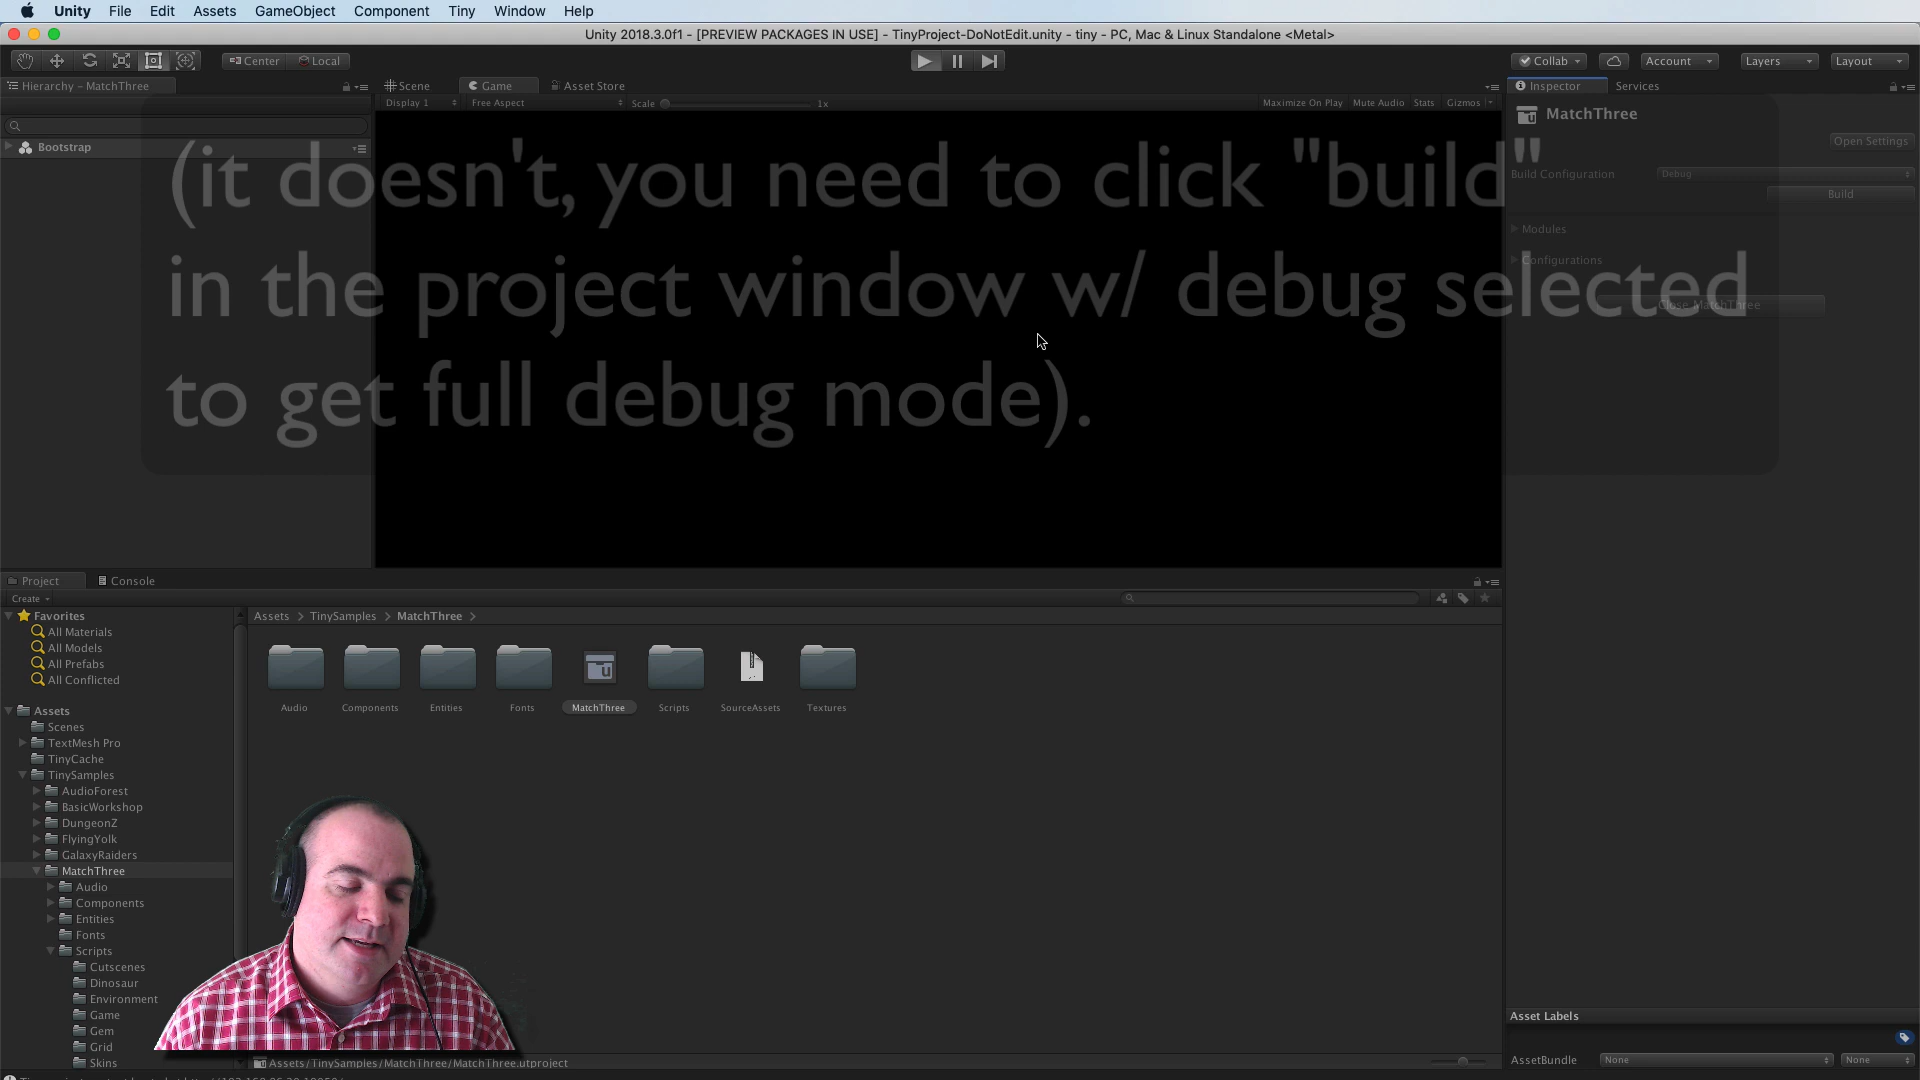 Unity File Edit Assets GameObject Component Tiny Window Help
Unity 2018.3.0f1 - [PREVIEW PACKAGES IN USE] - TinyProject-DoNotEdit.unity - tiny - PC, Mac & Linux Standalone <Metal>
Center Local Collab Account Layers Layout
Hierarchy - MatchThree
Scene Game Asset Store
Inspector Services
Display 1 Free Aspect Scale 1x Maximize On Play Mute Audio Stats Gizmos
MatchThree
Open Settings
Bootstrap
Build Configuration Debug
Build
Modules
Configurations
Close MatchThree
(it doesn't, you need to click "build"
in the project window w/ debug selected
to get full debug mode).
Project Console
Create
Favorites
All Materials
All Models
All Prefabs
All Conflicted
Assets
Scenes
TextMesh Pro
TinyCache
TinySamples
AudioForest
BasicWorkshop
DungeonZ
FlyingYolk
GalaxyRaiders
MatchThree
Audio
Components
Entities
Fonts
Scripts
Cutscenes
Dinosaur
Environment
Game
Gem
Grid
Skins
Assets > TinySamples > MatchThree >
Audio Components Entities Fonts MatchThree Scripts SourceAssets Textures
Assets/TinySamples/MatchThree/MatchThree.utproject
Asset Labels
AssetBundle None None